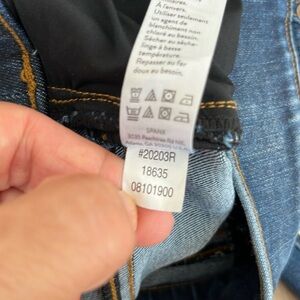 À l'envers.
Utiliser seulement
un agent de
blanchiment non
chloré au besoin.
Sécher au sèche-
linge à basse
température.
Repasser au fer
doux au besoin.
SPANX
#20203R
18635
08101900